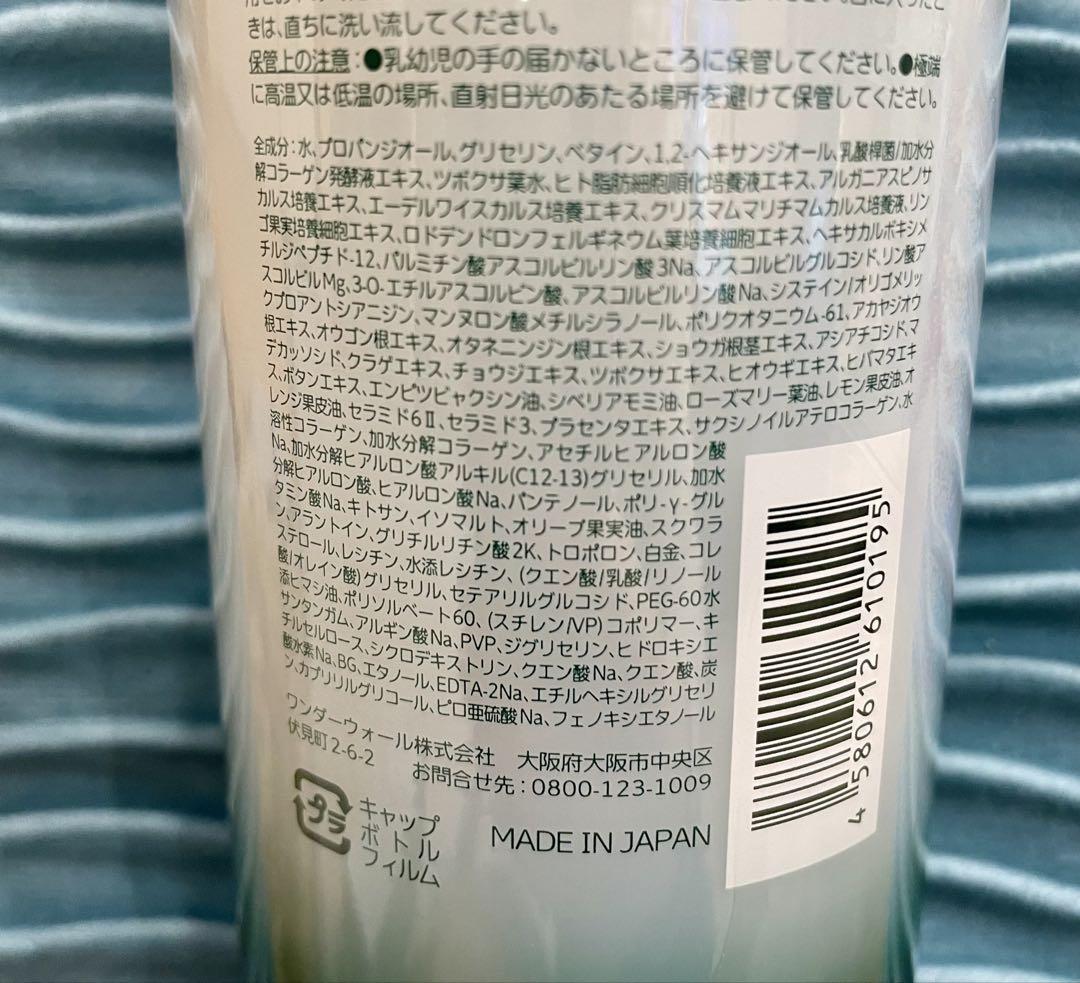 きは、直ちに洗い流してください。
保管上の注意：●乳幼児の手の届かないところに保管してください。●極端
に高温又は低温の場所、直射日光のあたる場所を避けて保管してください。
全成分：水、プロパンジオール、グリセリン、ベタイン、1,2-ヘキサンジオール、乳酸桿菌/加水分
解コラーゲン発酵液エキス、ツボクサ葉水、ヒト脂肪細胞順化培養液エキス、アルガニアスピノサ
カルス培養エキス、エーデルワイスカルス培養エキス、クリスマムマリチマムカルス培養液、リン
ゴ果実培養細胞エキス、ロドデンドロンフェルギネウム葉培養細胞エキス、ヘキサカルボキシメ
チルジペプチド-12、パルミチン酸アスコルビルリン酸3Na、アスコルビルグルコシド、リン酸ア
スコルビルMg、3-O-エチルアスコルビン酸、アスコルビルリン酸Na、システイン/オリゴメリッ
クプロアントシアニジン、マンヌロン酸メチルシラノール、ポリクオタニウム-61、アカヤジオウ
根エキス、オウゴン根エキス、オタネニンジン根エキス、ショウガ根茎エキス、アシアチコシド、マ
デカッソシド、クラゲエキス、チョウジエキス、ツボクサエキス、ヒオウギエキス、ヒバマタエキ
ス、ボタンエキス、エンピツビャクシン油、シベリアモミ油、ローズマリー葉油、レモン果皮油、オ
レンジ果皮油、セラミド6Ⅱ、セラミド3、プラセンタエキス、サクシノイルアテロコラーゲン、水
溶性コラーゲン、加水分解コラーゲン、アセチルヒアルロン酸
Na、加水分解ヒアルロン酸アルキル(C12-13)グリセリル、加水
分解ヒアルロン酸、ヒアルロン酸Na、パンテノール、ポリ-γ-グル
タミン酸Na、キトサン、イソマルト、オリーブ果実油、スクワラ
ン、アラントイン、グリチルリチン酸2K、トロポロン、白金、コレ
ステロール、レシチン、水添レシチン、(クエン酸/乳酸/リノール
酸/オレイン酸)グリセリル、セテアリルグルコシド、PEG-60水
添ヒマシ油、ポリソルベート60、(スチレン/VP)コポリマー、キ
サンタンガム、アルギン酸Na、PVP、ジグリセリン、ヒドロキシエ
チルセルロース、シクロデキストリン、クエン酸Na、クエン酸、炭
酸水素Na、BG、エタノール、EDTA-2Na、エチルヘキシルグリセリ
ン、カプリリルグリコール、ピロ亜硫酸Na、フェノキシエタノール
ワンダーウォール株式会社 大阪府大阪市中央区
伏見町2-6-2
お問合せ先：0800-123-1009
プラ
キャップ
ボトル
フィルム
MADE IN JAPAN
4 580612 610195